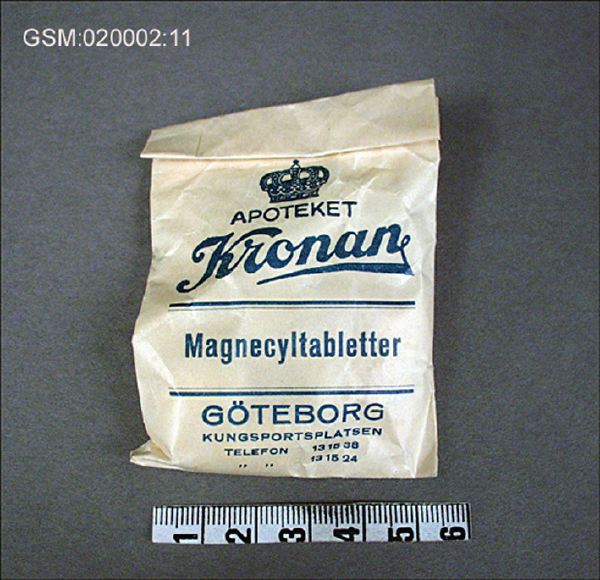 GSM:020002:11
APOTEKET
Kronan
Magnecyltabletter
GÖTEBORG
KUNGSPORTSPLATSEN
TELEFON 13 15 38
〃 〃 13 15 24
1 2 3 4 5 6